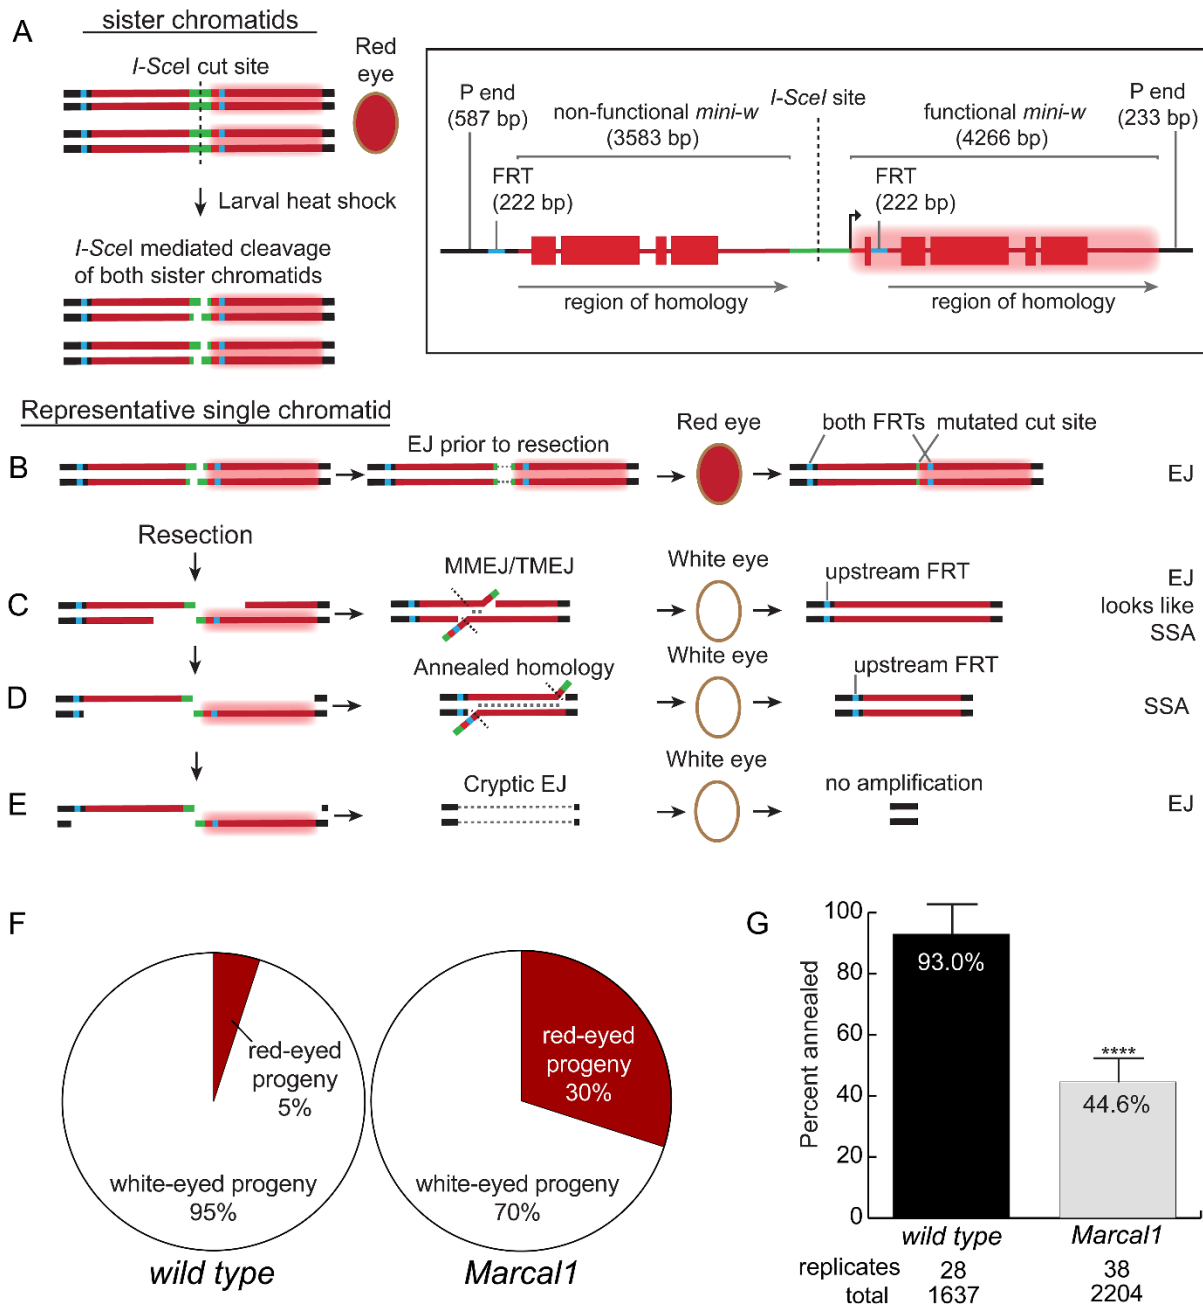 A
sister chromatids
I-SceI cut site
Red
eye
Larval heat shock
I-SceI mediated cleavage
of both sister chromatids
P end
(587 bp)
non-functional mini-w
(3583 bp)
I-SceI site
functional mini-w
(4266 bp)
P end
(233 bp)
FRT
(222 bp)
FRT
(222 bp)
region of homology
region of homology
Representative single chromatid
B
EJ prior to resection
Red eye
both FRTs
mutated cut site
EJ
Resection
C
MMEJ/TMEJ
White eye
upstream FRT
EJ
looks like
SSA
D
Annealed homology
White eye
upstream FRT
SSA
E
Cryptic EJ
White eye
no amplification
EJ
F
red-eyed
progeny
5%
white-eyed progeny
95%
wild type
red-eyed
progeny
30%
white-eyed progeny
70%
Marcal1
G
Percent annealed
100
80
60
40
20
0
93.0%
****
44.6%
wild type
Marcal1
replicates 28 38
total 1637 2204